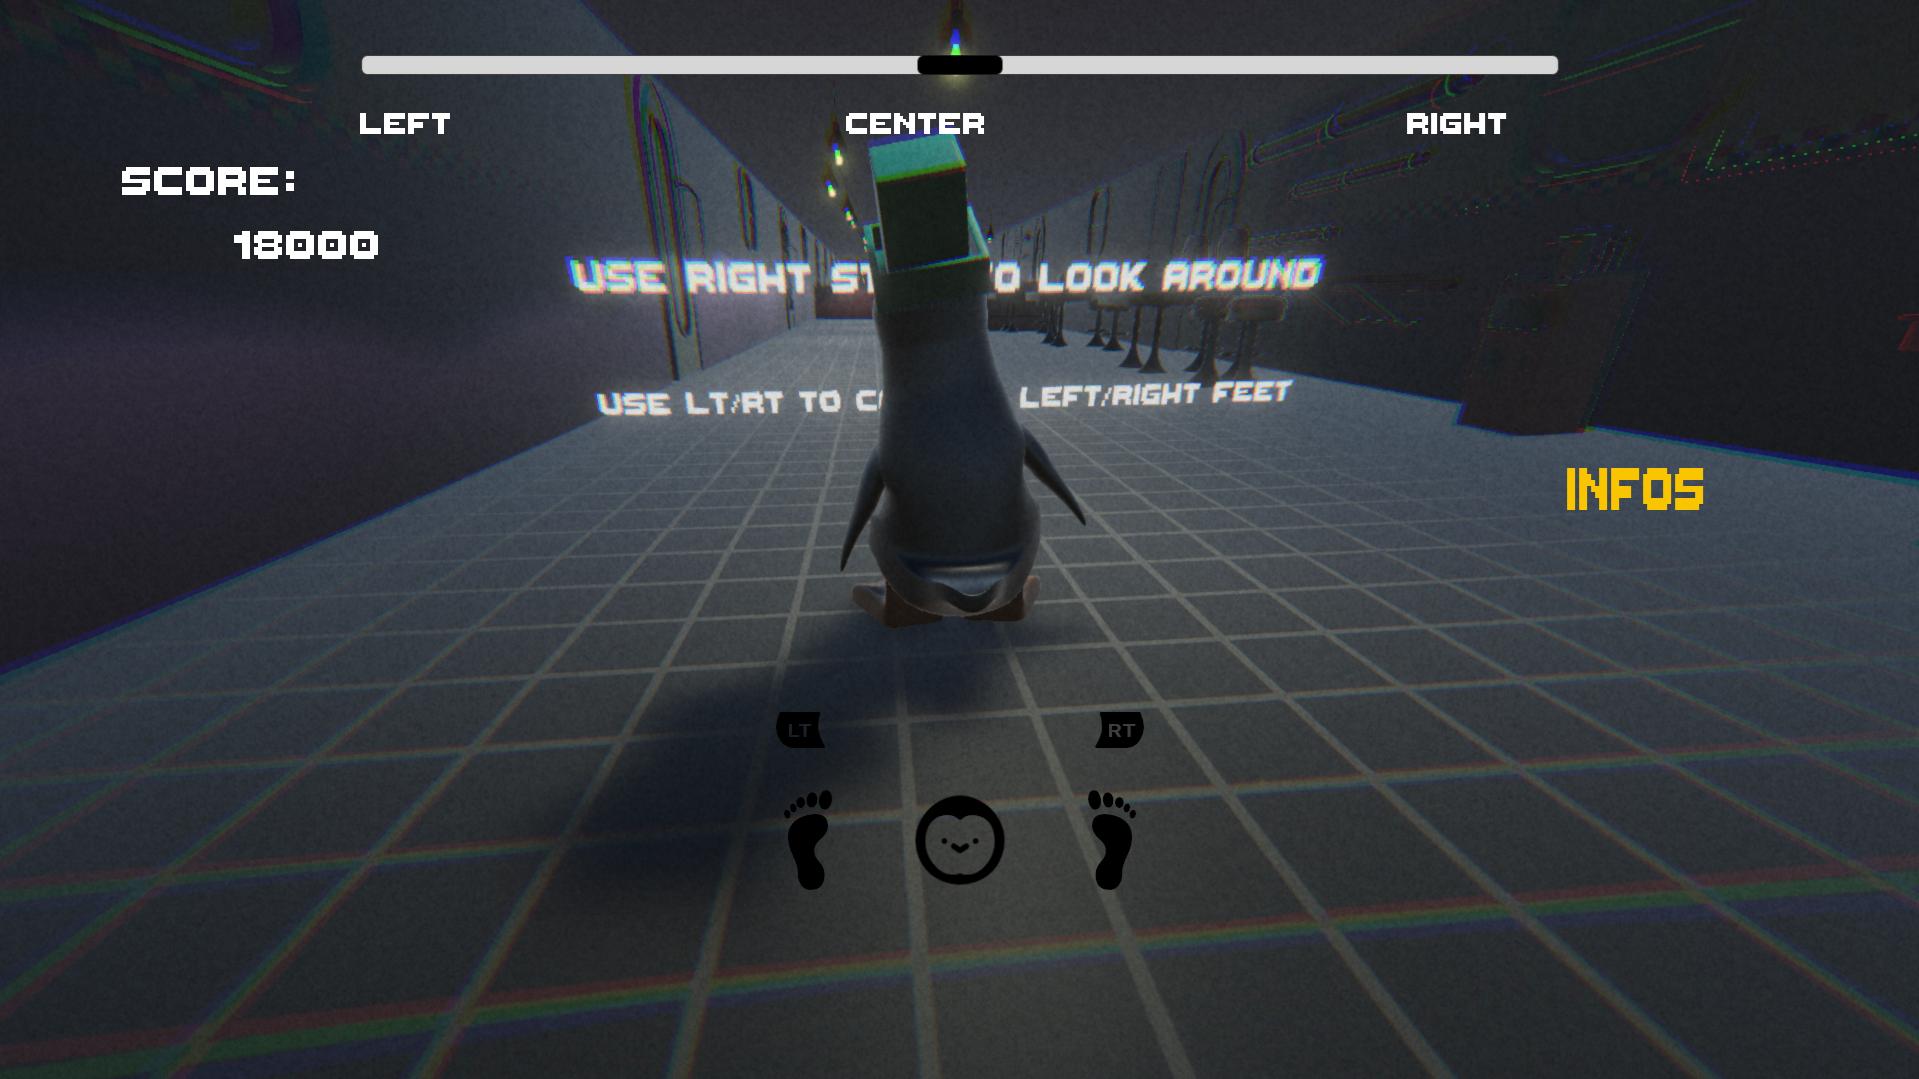 LEFT
CENTER
RIGHT
SCORE:
18000
USE RIGHT TO LOOK AROUND
USE LT/RT TO LEFT/RIGHT FEET
INFOS
LT
RT